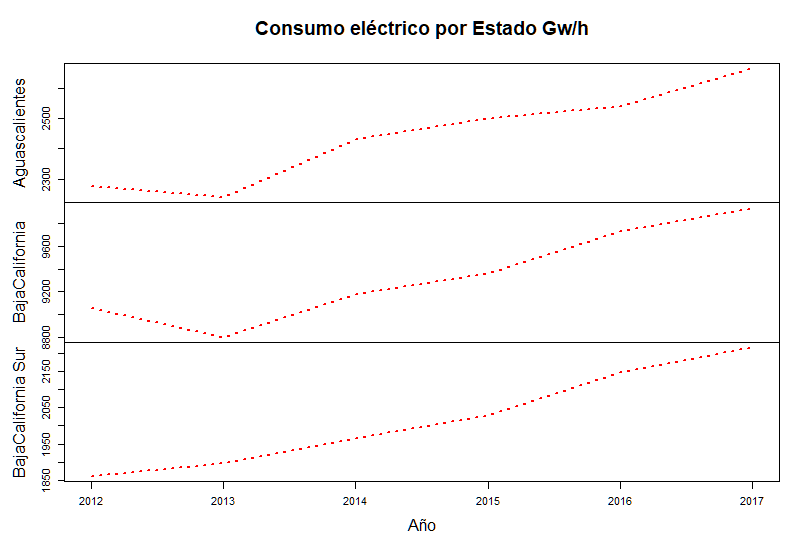 Consumo eléctrico por Estado Gw/h
Aguascalientes
2500
2300
BajaCalifornia
9600
9200
8800
BajaCalifornia Sur
2150
2050
1950
1850
2012 2013 2014 2015 2016 2017
Año